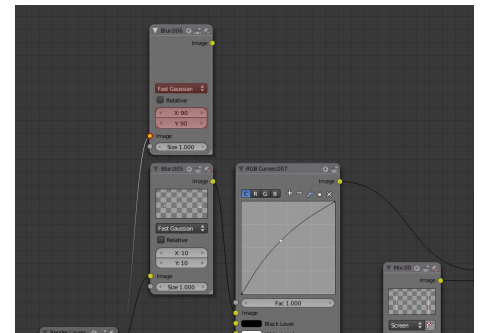 Blur.006
Image
Fast Gaussian
Relative
X: 90
Y: 90
Image
Size 1.000
Blur.005
Image
Fast Gaussian
Relative
X: 10
Y: 10
Image
Size 1.000
RGB Curves.007
Image
C R G B
Fac 1.000
Image
Black Level
Mix.00
Image
Screen